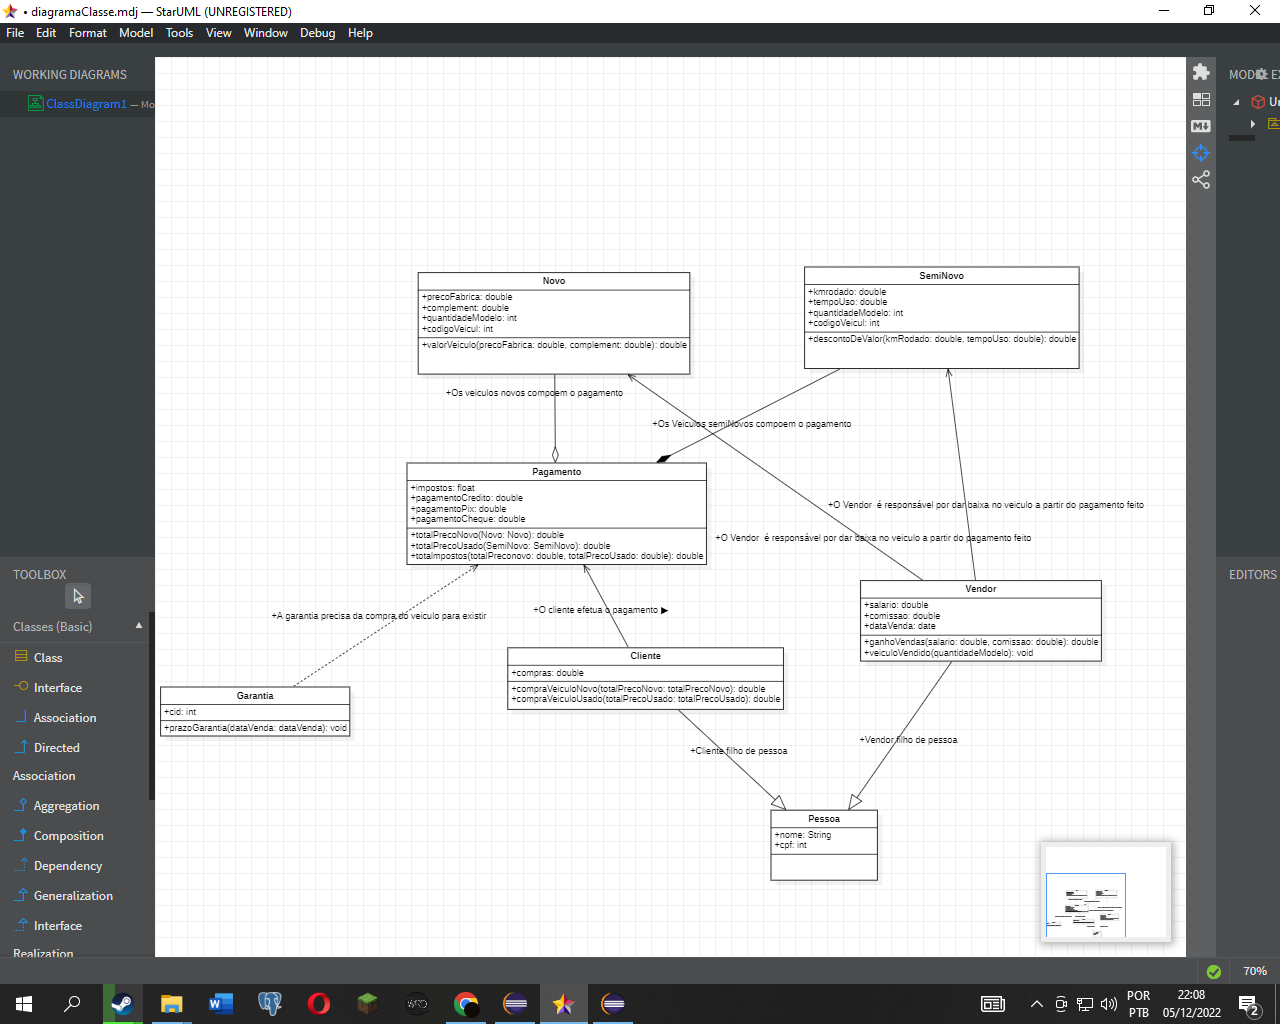 • diagramaClasse.mdj — StarUML (UNREGISTERED)
File Edit Format Model Tools View Window Debug Help
WORKING DIAGRAMS
ClassDiagram1 — Mo
MOD
EX
Un
Novo
+precoFabrica: double
+complement: double
+quantidadeModelo: int
+codigoVeicul: int
+valorVeiculo(precoFabrica: double, complement: double): double
SemiNovo
+kmrodado: double
+tempoUso: double
+quantidadeModelo: int
+codigoVeicul: int
+descontoDeValor(kmRodado: double, tempoUso: double): double
+Os veiculos novos compoem o pagamento
+Os Veiculos semiNovos compoem o pagamento
Pagamento
+impostos: float
+pagamentoCredito: double
+pagamentoPix: double
+pagamentoCheque: double
+totalPrecoNovo(Novo: Novo): double
+totalPrecoUsado(SemiNovo: SemiNovo): double
+totalmpostos(totalPreconovo: double, totalPrecoUsado: double): double
+O Vendor é responsável por dar baixa no veiculo a partir do pagamento feito
+O Vendor é responsável por dar baixa no veiculo a partir do pagamento feito
Vendor
+salario: double
+comissao: double
+dataVenda: date
+ganhoVendas(salario: double, comissao: double): double
+veiculoVendido(quantidadeModelo): void
+A garantia precisa da compra do veiculo para existir
+O cliente efetua o pagamento ▶
Cliente
+compras: double
+compraVeiculoNovo(totalPrecoNovo: totalPrecoNovo): double
+compraVeiculoUsado(totalPrecoUsado: totalPrecoUsado): double
Garantia
+cid: int
+prazoGarantia(dataVenda: dataVenda): void
+Cliente filho de pessoa
+Vendor filho de pessoa
Pessoa
+nome: String
+cpf: int
TOOLBOX
Classes (Basic)
Class
Interface
Association
Directed
Association
Aggregation
Composition
Dependency
Generalization
Interface
Realization
EDITORS
70%
POR
PTB
22:08
05/12/2022
2